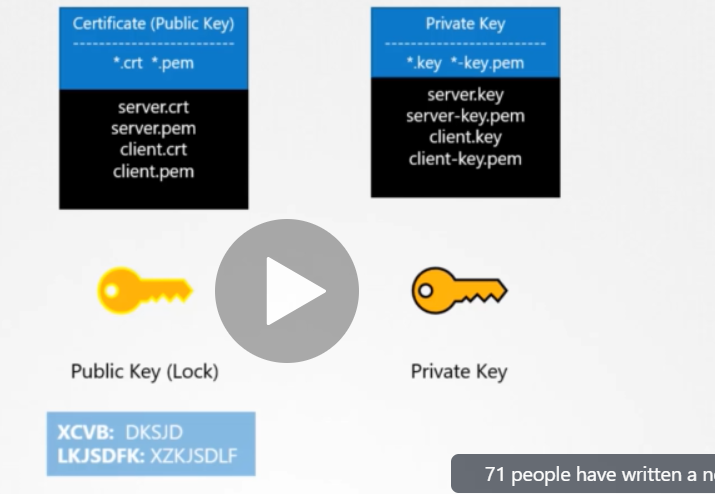 Certificate (Public Key)
*.crt *.pem
server.crt
server.pem
client.crt
client.pem
Private Key
*.key *-key.pem
server.key
server-key.pem
client.key
client-key.pem
Public Key (Lock)
Private Key
XCVB: DKSJD
LKJSDFK: XZKJSDLF
71 people have written a